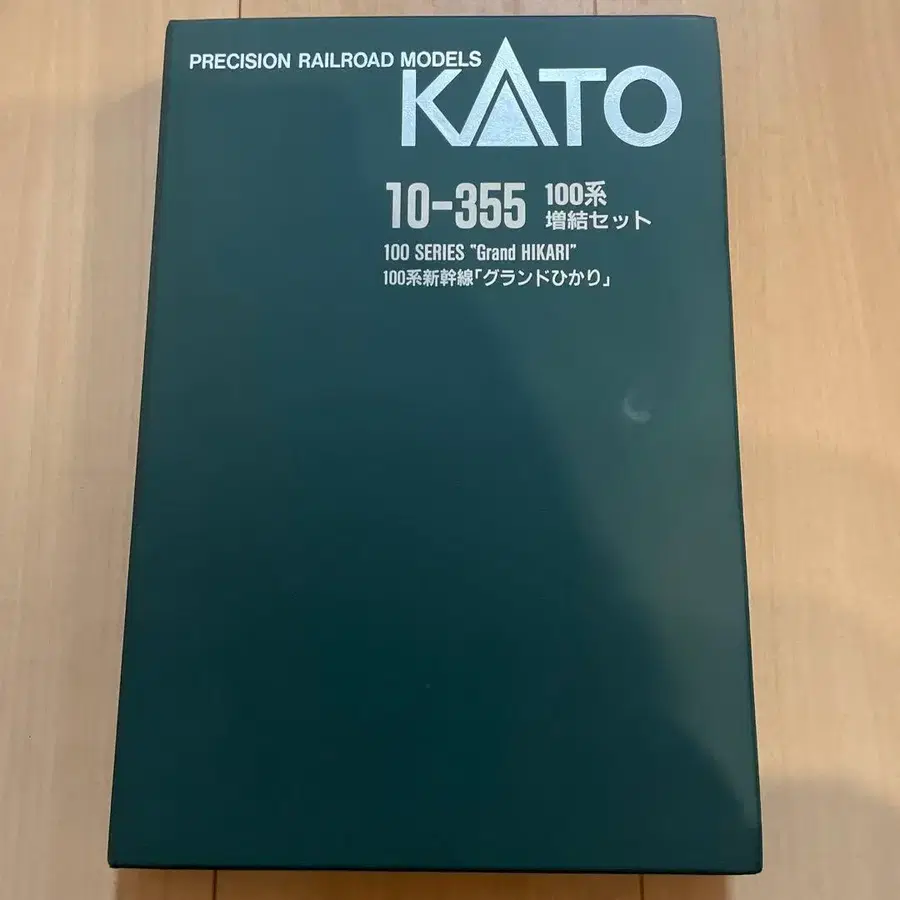 PRECISION RAILROAD MODELS
KATO
10-355 100系
増結セット
100 SERIES "Grand HIKARI"
100系新幹線「グランドひかり」